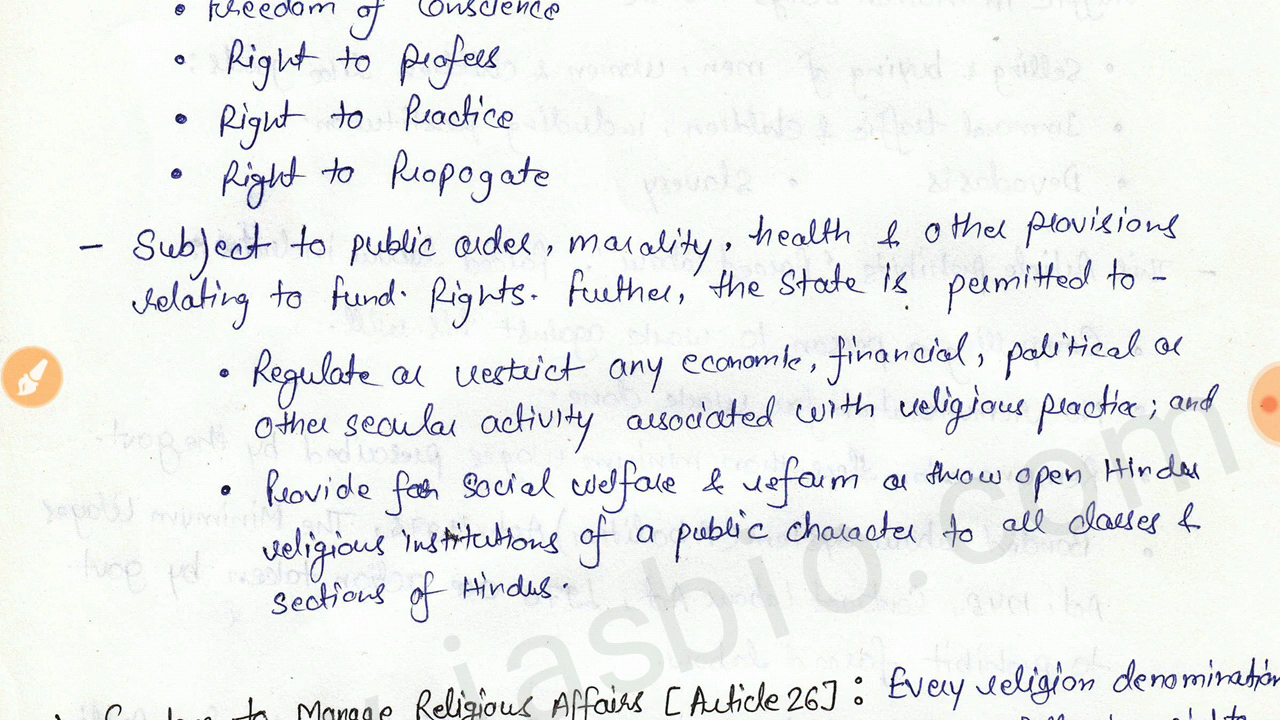 • Freedom of Conscience
• Right to profess
• Right to Practice
• Right to Propogate
- Subject to public order, morality, health & other provisions
relating to fund. Rights. Further, the State is permitted to -
• Regulate or restrict any economic, financial, political or
other secular activity associated with religious practice; and
• Provide for social welfare & reform or throw open Hindu
religious institutions of a public character to all classes &
sections of Hindus.
to Manage Religious Affairs [Article 26] : Every religion denomination
iasbio.com